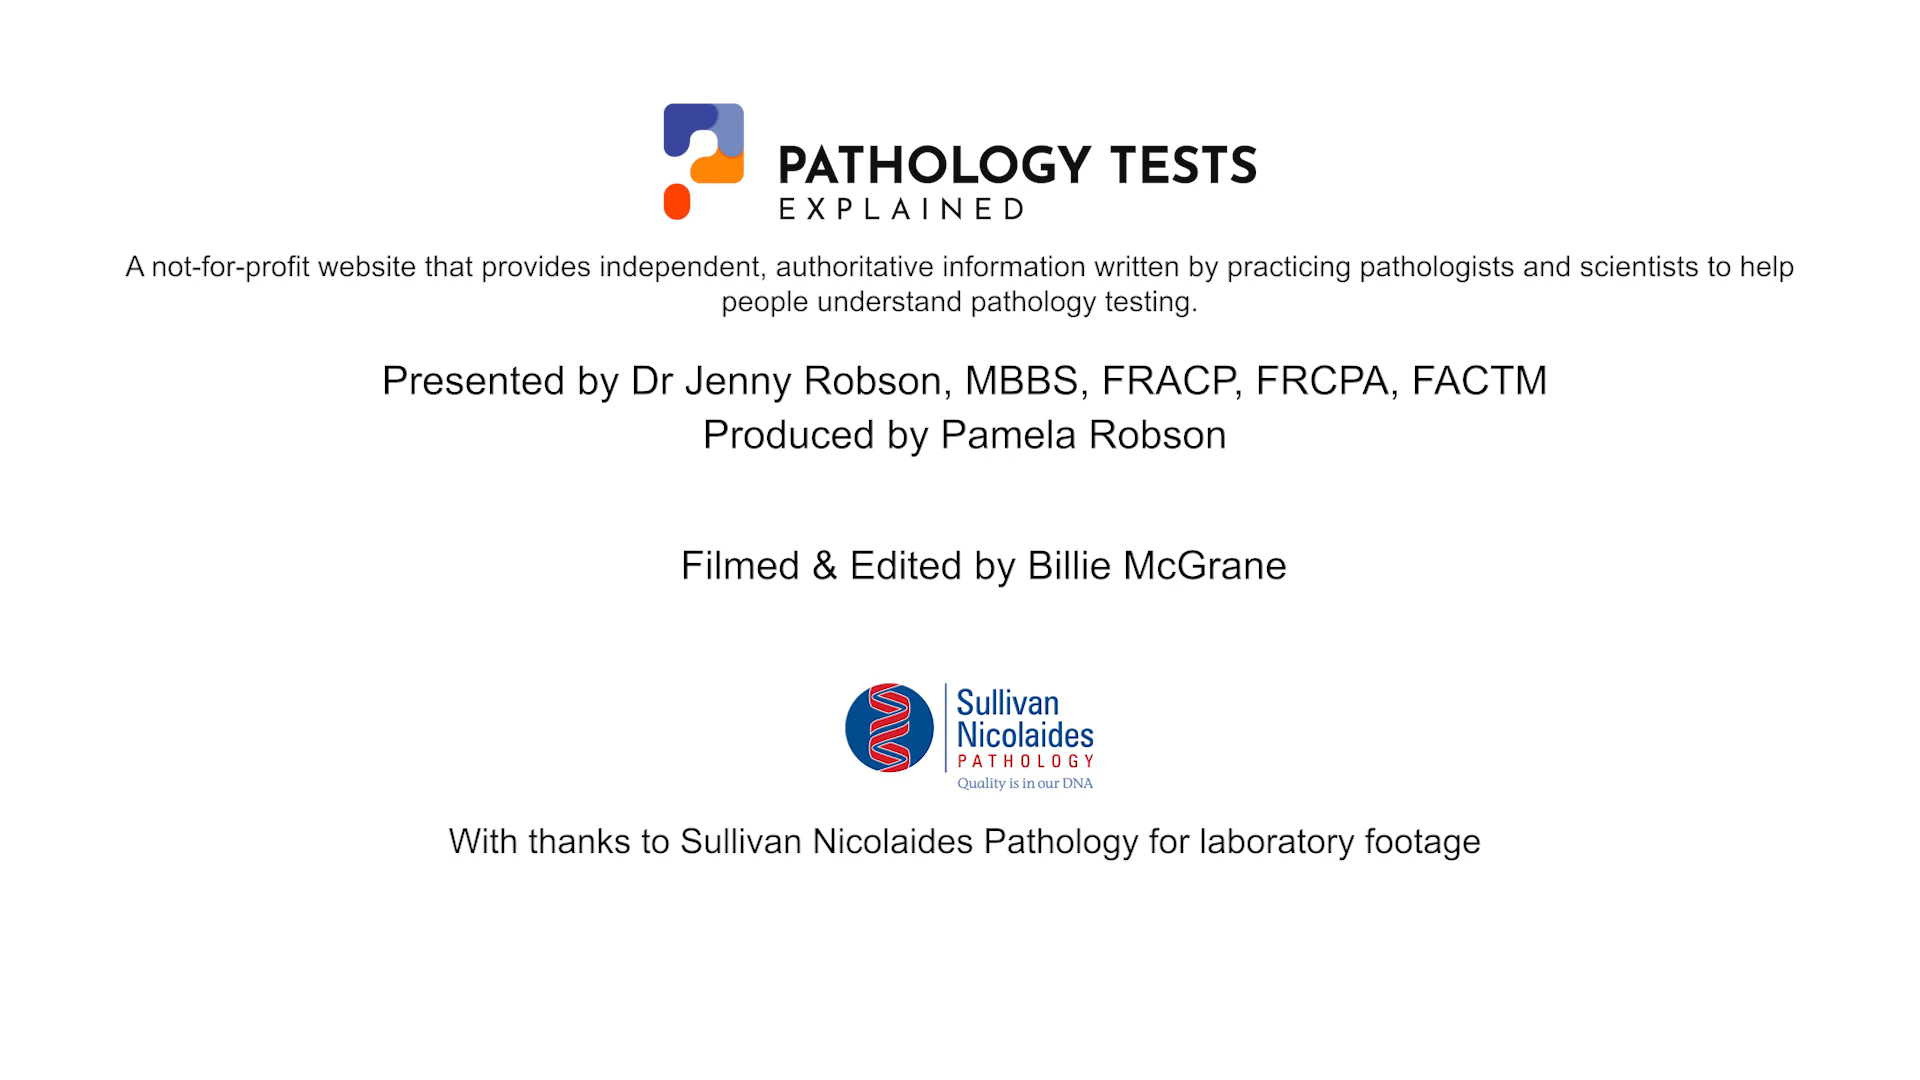 PATHOLOGY TESTS
EXPLAINED
A not-for-profit website that provides independent, authoritative information written by practicing pathologists and scientists to help
people understand pathology testing.
Presented by Dr Jenny Robson, MBBS, FRACP, FRCPA, FACTM
Produced by Pamela Robson
Filmed & Edited by Billie McGrane
Sullivan
Nicolaides
PATHOLOGY
Quality is in our DNA
With thanks to Sullivan Nicolaides Pathology for laboratory footage